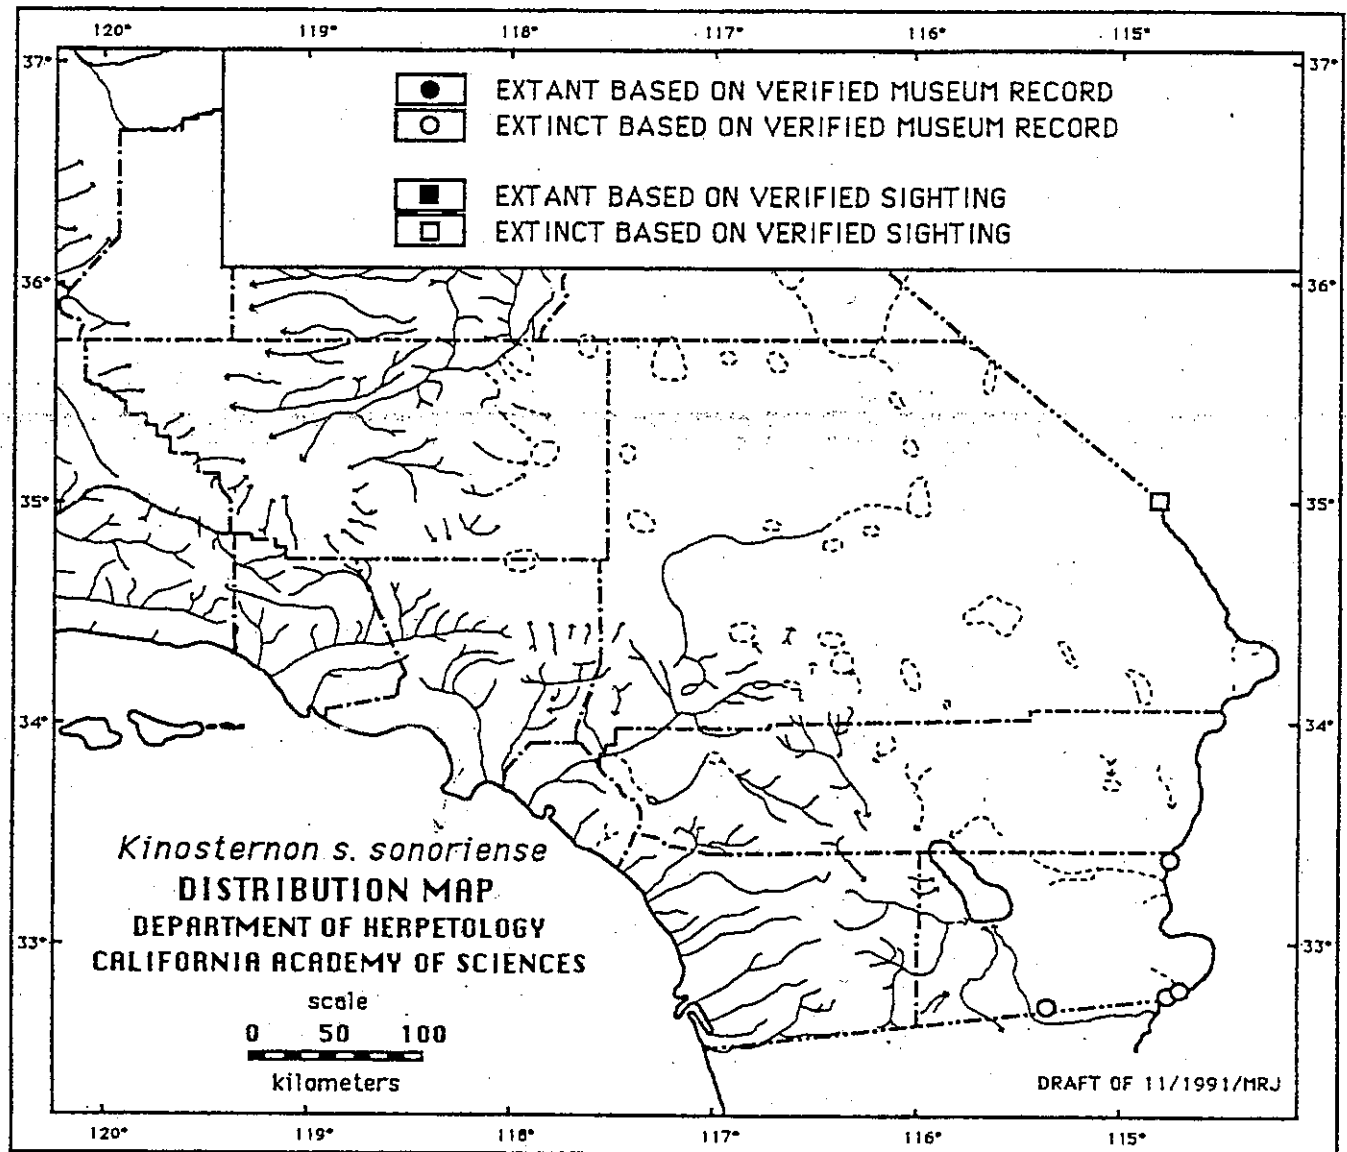 120° 119° 118° 117° 116° 115°
37° 37°
EXTANT BASED ON VERIFIED MUSEUM RECORD
EXTINCT BASED ON VERIFIED MUSEUM RECORD
EXTANT BASED ON VERIFIED SIGHTING
EXTINCT BASED ON VERIFIED SIGHTING
36° 36°
35° 35°
34° 34°
Kinosternon s. sonoriense
DISTRIBUTION MAP
DEPARTMENT OF HERPETOLOGY
33° 33°
CALIFORNIA ACADEMY OF SCIENCES
scale
0 50 100
kilometers
DRAFT OF 11/1991/MRJ
120° 119° 118° 117° 116° 115°